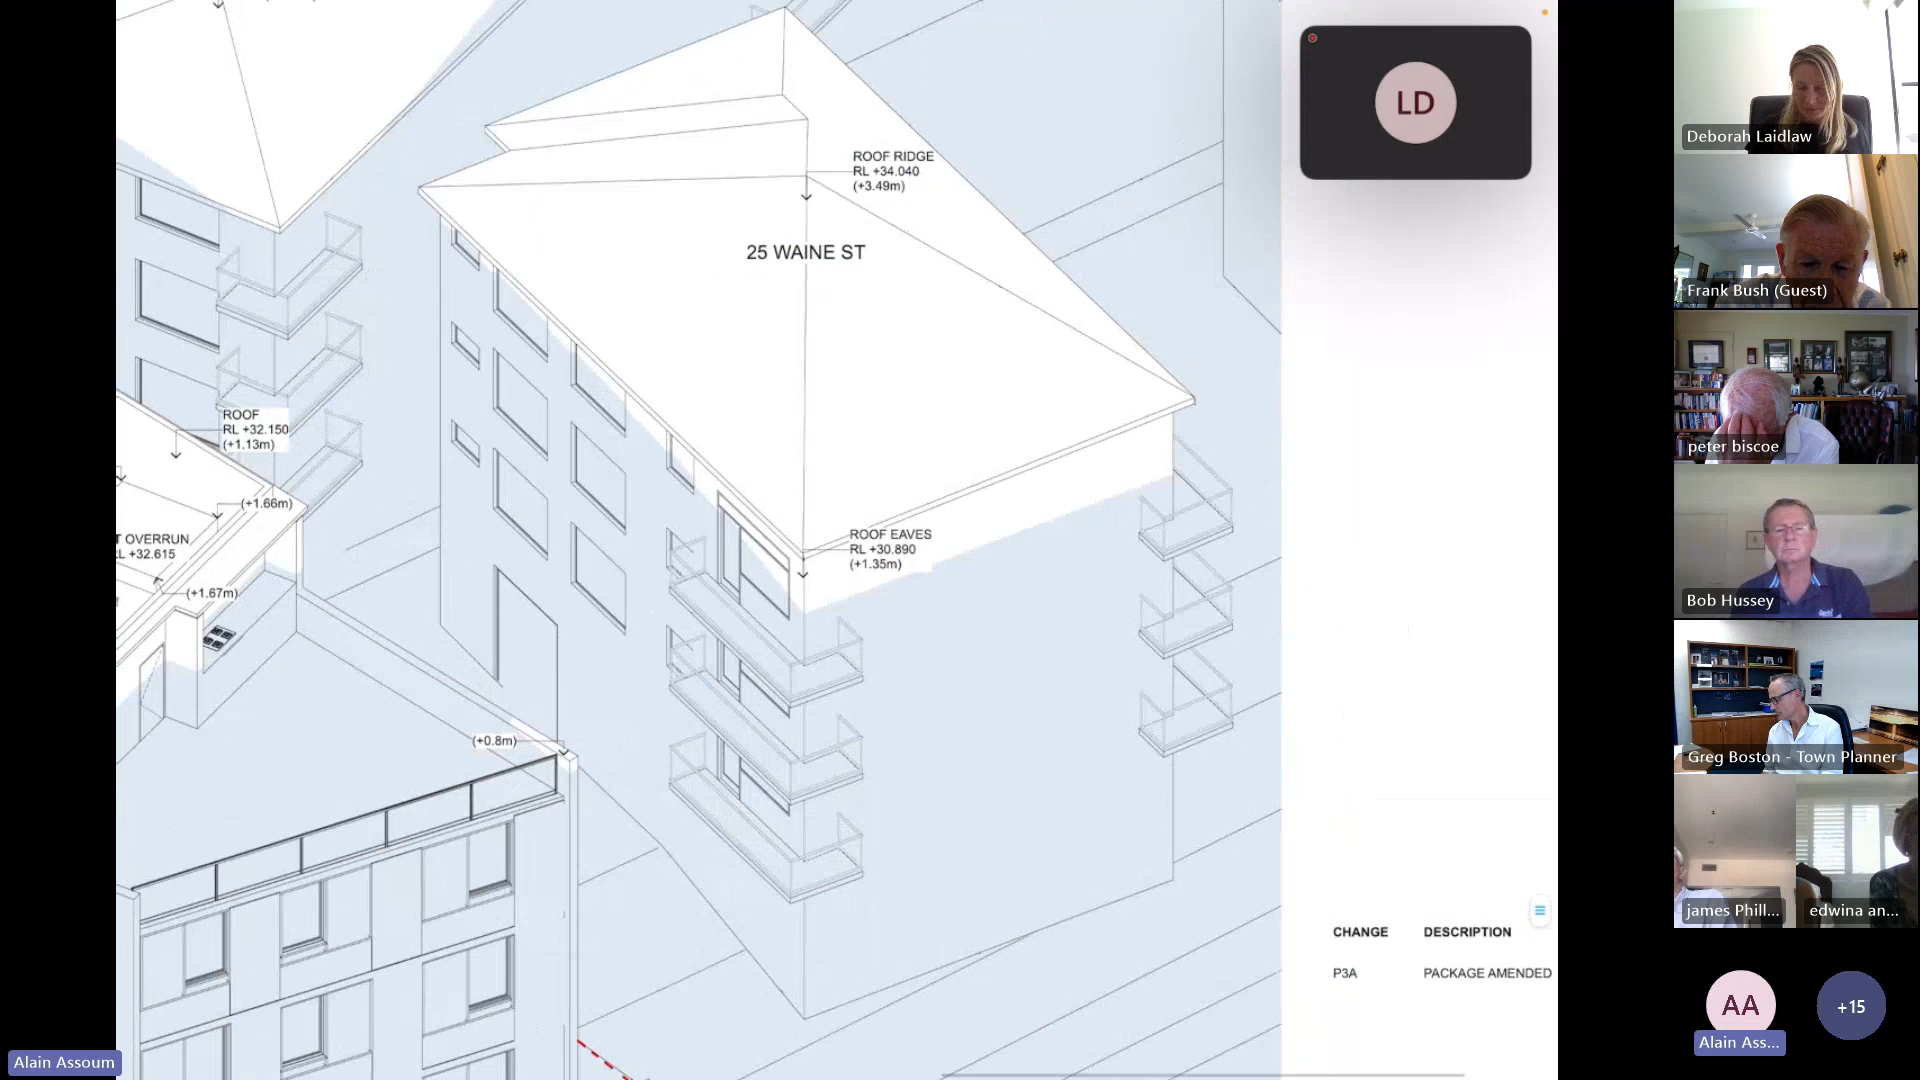 ROOF RIDGE
RL +34.040
(+3.49m)
25 WAINE ST
ROOF
RL +32.150
(+1.13m)
(+1.66m)
T OVERRUN
L +32.615
(+1.67m)
ROOF EAVES
RL +30.890
(+1.35m)
(+0.8m)
LD
CHANGE DESCRIPTION
P3A PACKAGE AMENDED
Alain Assoum
Deborah Laidlaw
Frank Bush (Guest)
peter biscoe
Bob Hussey
Greg Boston - Town Planner
james Phill...
edwina an...
AA
+15
Alain Ass...